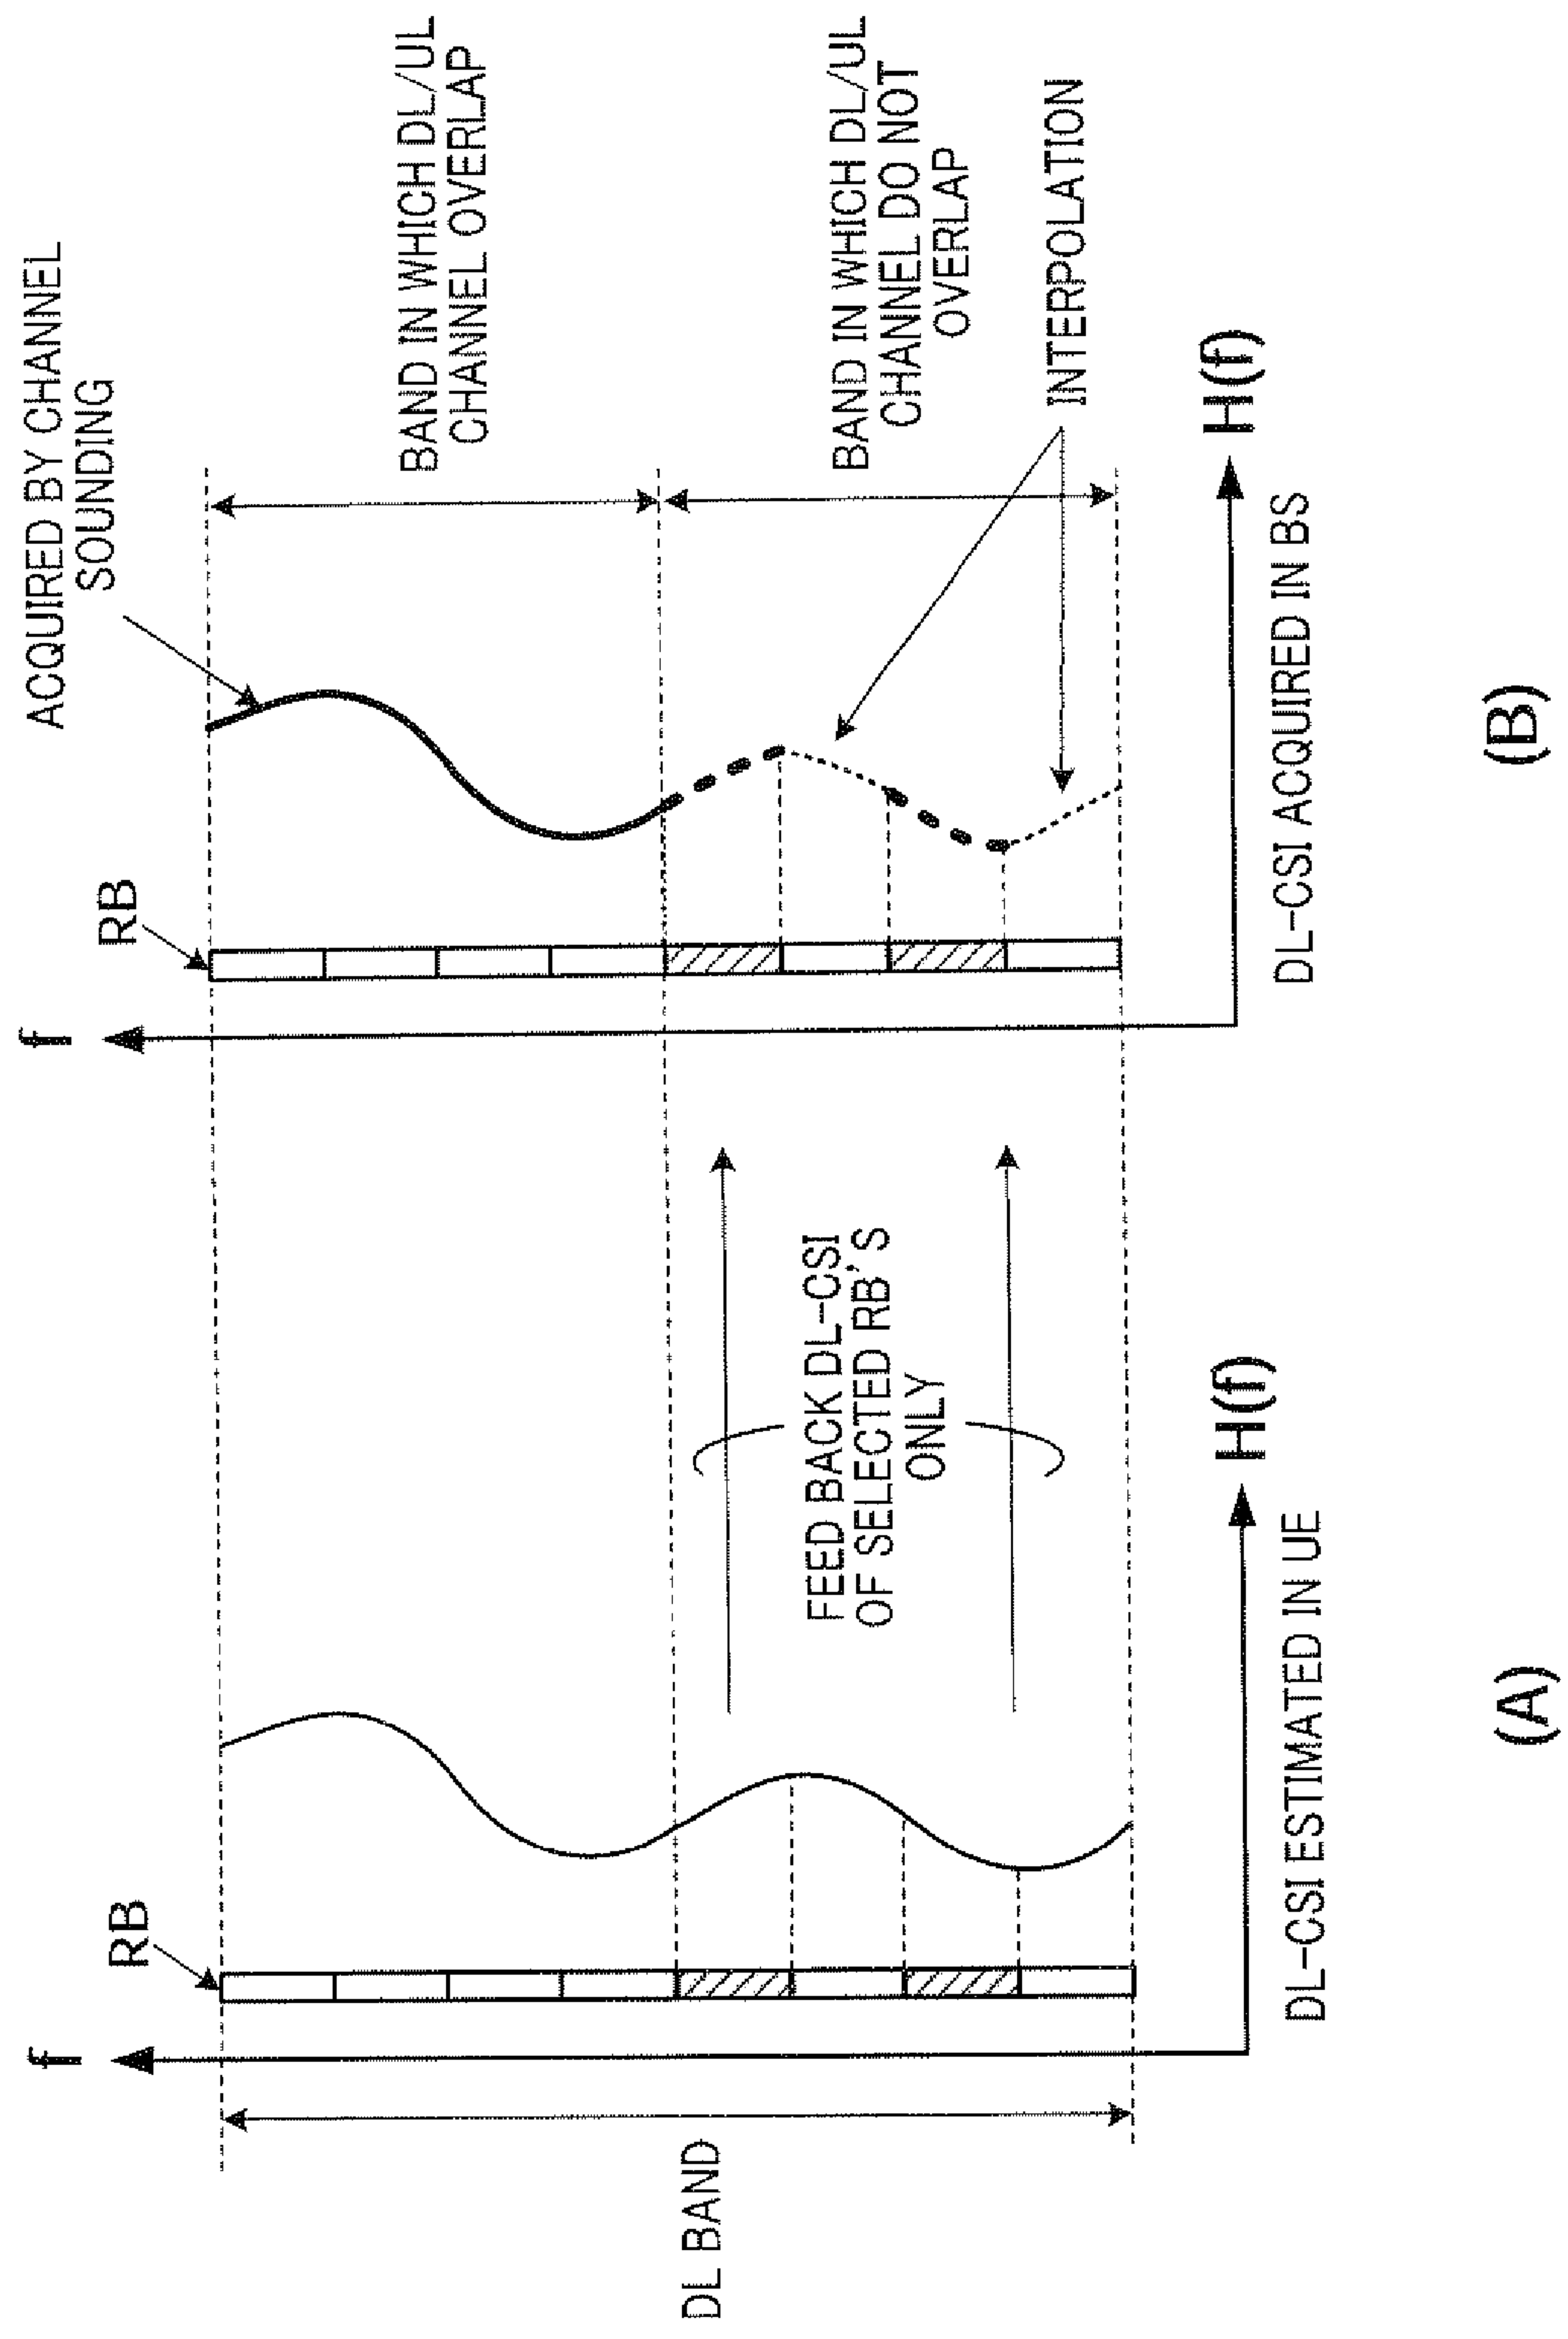 DL BAND
f
RB
DL-CSI ESTIMATED IN UE
H(f)
(A)
FEED BACK DL-CSI
OF SELECTED RB'S
ONLY
f
RB
ACQUIRED BY CHANNEL
SOUNDING
BAND IN WHICH DL/UL
CHANNEL OVERLAP
BAND IN WHICH DL/UL
CHANNEL DO NOT
OVERLAP
INTERPOLATION
H(f)
DL-CSI ACQUIRED IN BS
(B)